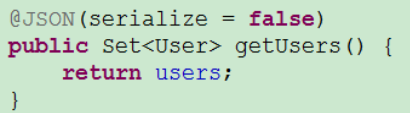 @JSON(serialize = false)
public Set<User> getUsers() {
    return users;
}